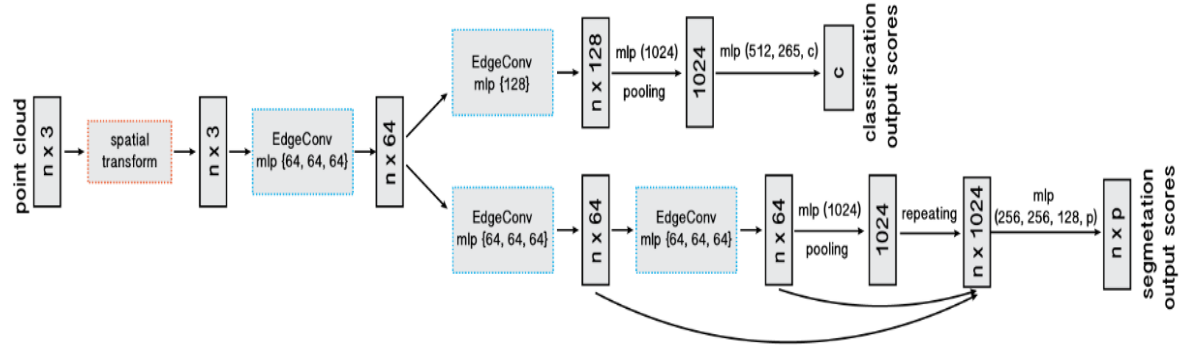 point cloud
n x 3
spatial
transform
n x 3
EdgeConv
mlp {64, 64, 64}
n x 64
EdgeConv
mlp {128}
n x 128
mlp (1024)
pooling
1024
mlp (512, 265, c)
c
classification
output scores
EdgeConv
mlp {64, 64, 64}
n x 64
EdgeConv
mlp {64, 64, 64}
n x 64
mlp (1024)
pooling
1024
repeating
n x 1024
mlp
(256, 256, 128, p)
n x p
segmetation
output scores